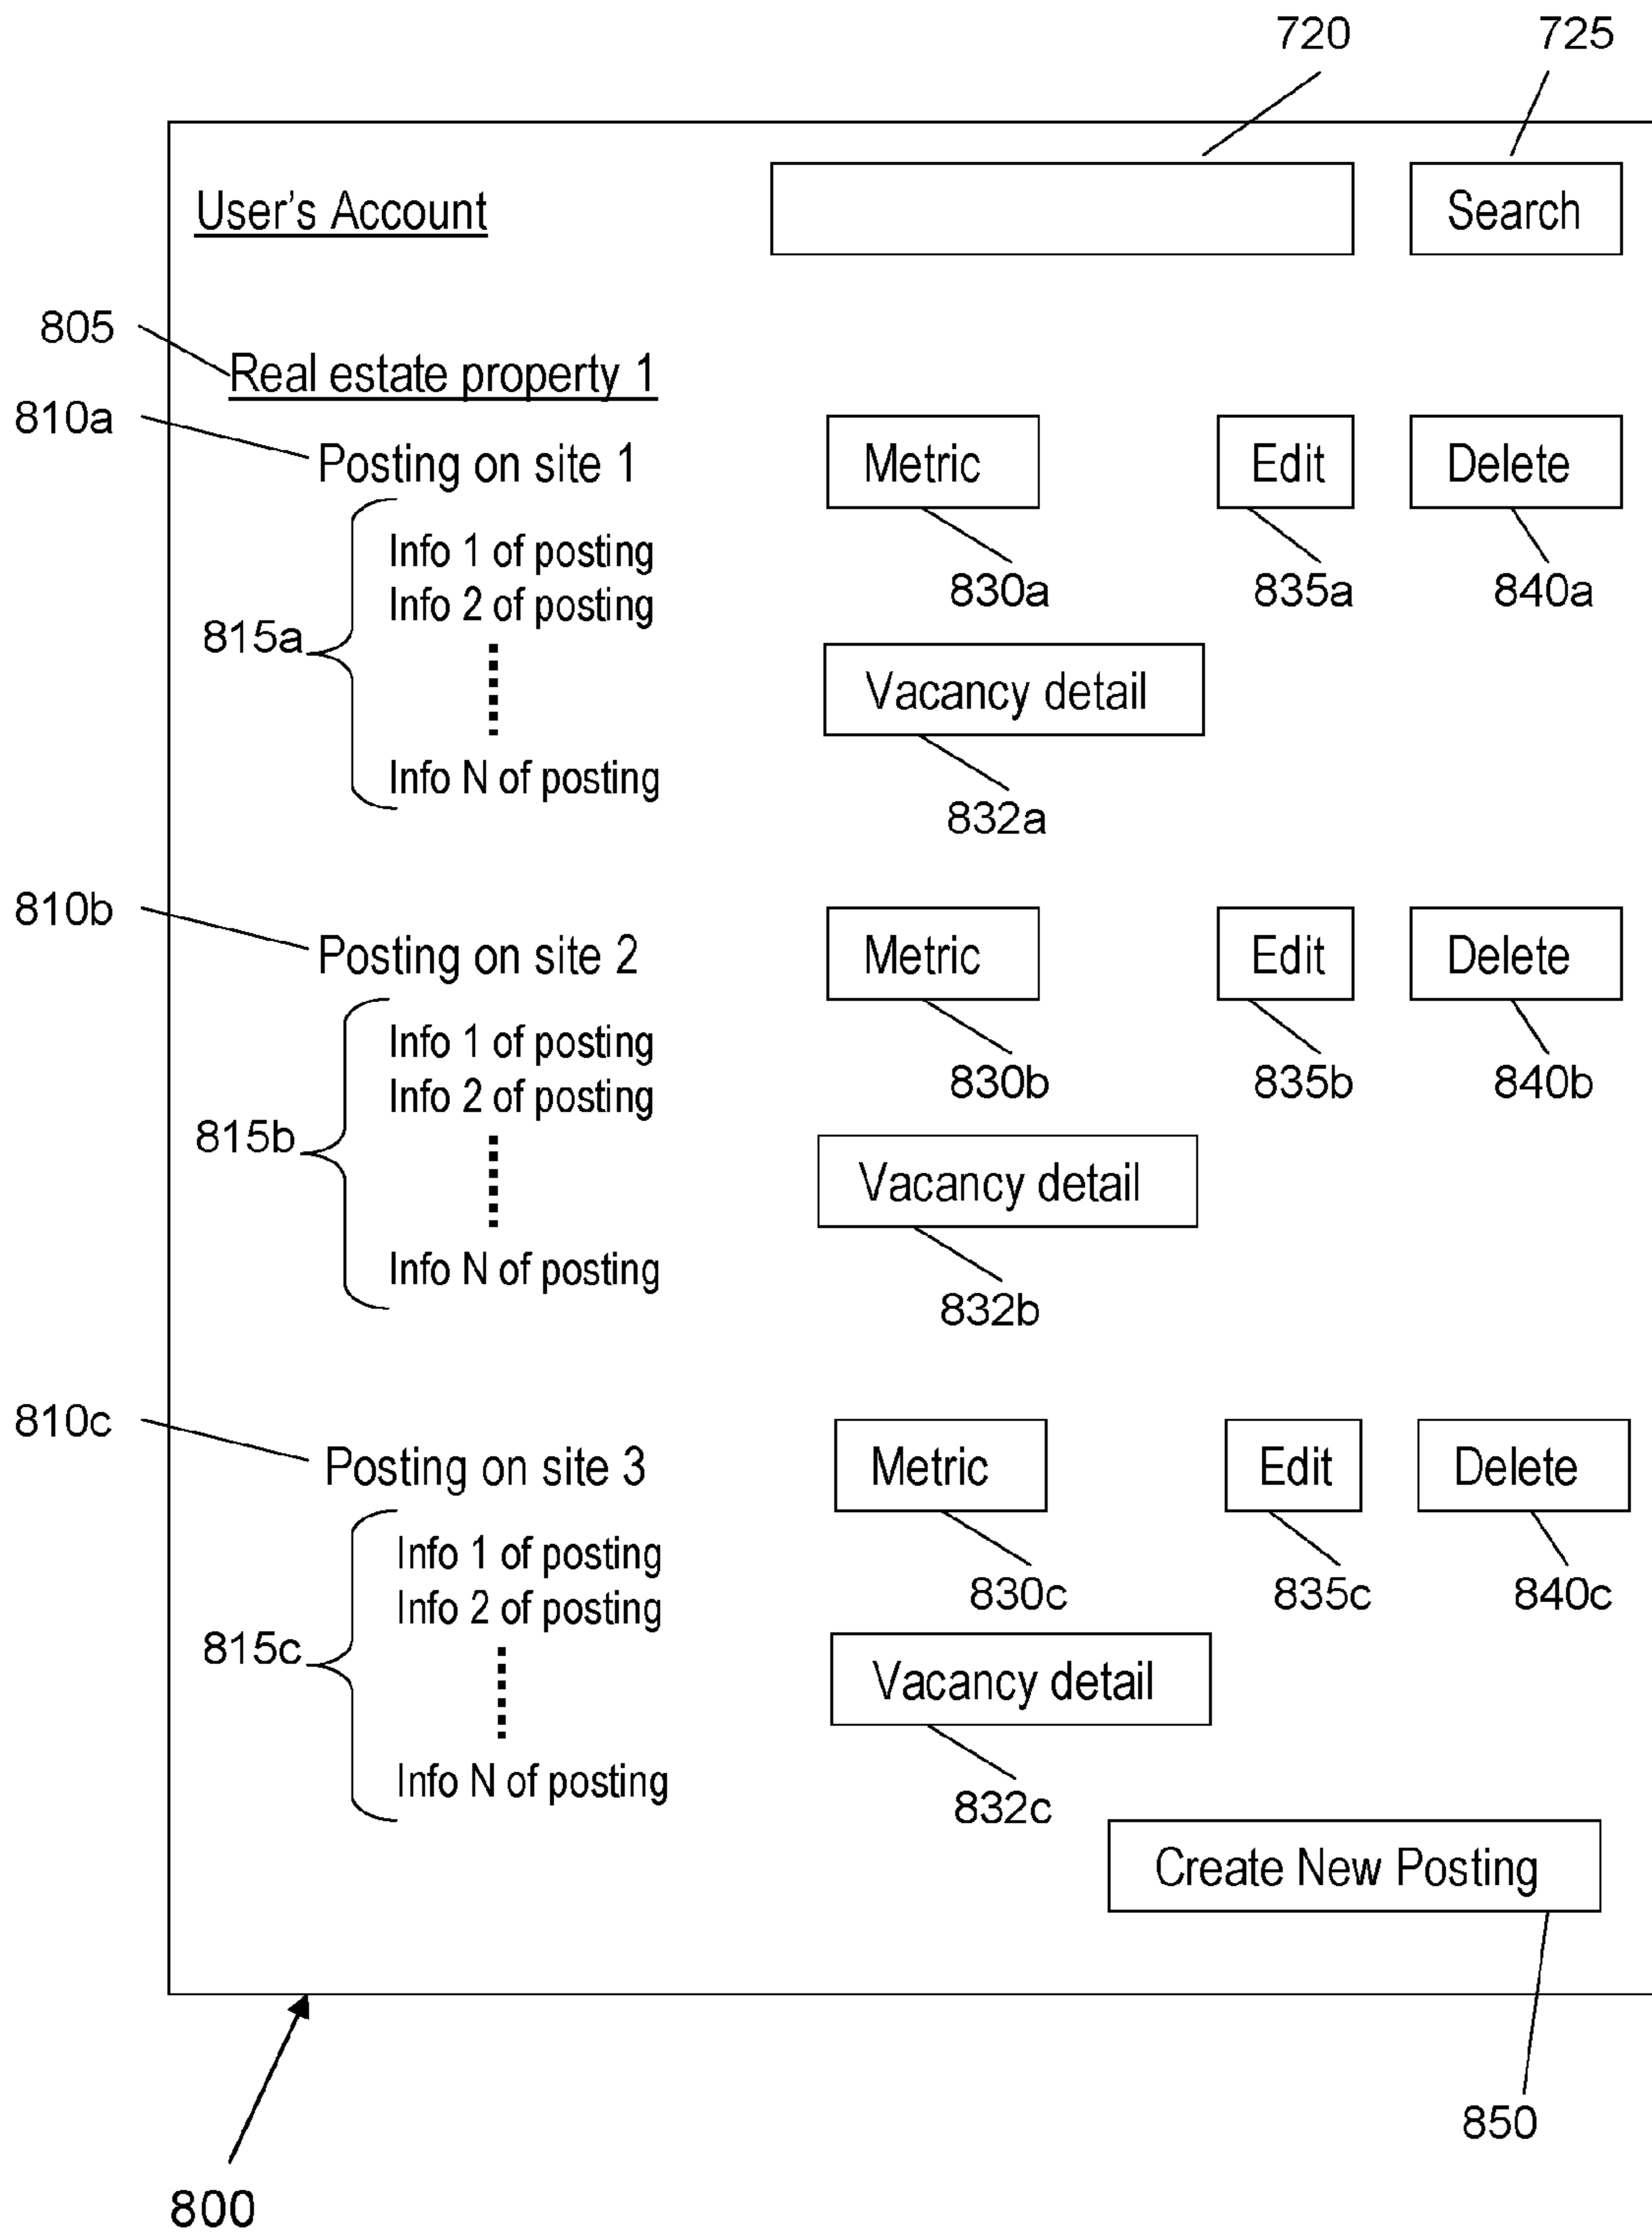 720 725
User's Account Search
805
Real estate property 1
810a
Posting on site 1 Metric Edit Delete
Info 1 of posting
830a 835a 840a
Info 2 of posting
815a
Vacancy detail
Info N of posting
832a
810b
Posting on site 2 Metric Edit Delete
Info 1 of posting
830b 835b 840b
Info 2 of posting
815b
Vacancy detail
Info N of posting
832b
810c
Posting on site 3 Metric Edit Delete
Info 1 of posting
830c 835c 840c
Info 2 of posting
815c
Vacancy detail
Info N of posting
832c
Create New Posting
850
800